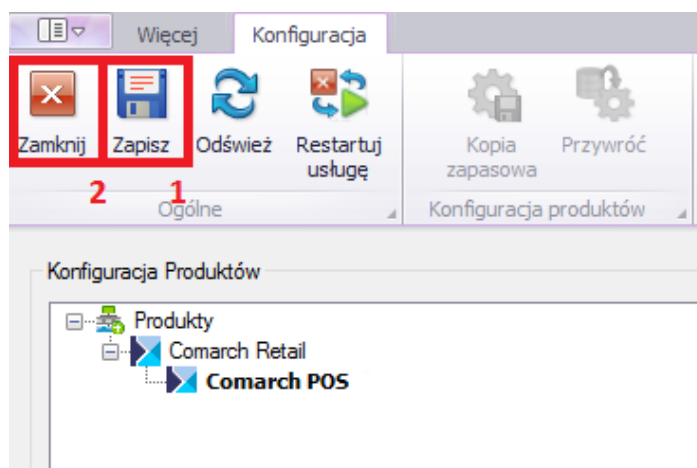 Więcej Konfiguracja
Zamknij Zapisz Odśwież Restartuj usługę Kopia zapasowa Przywróć
2 1
Ogólne Konfiguracja produktów
Konfiguracja Produktów
Produkty
Comarch Retail
Comarch POS